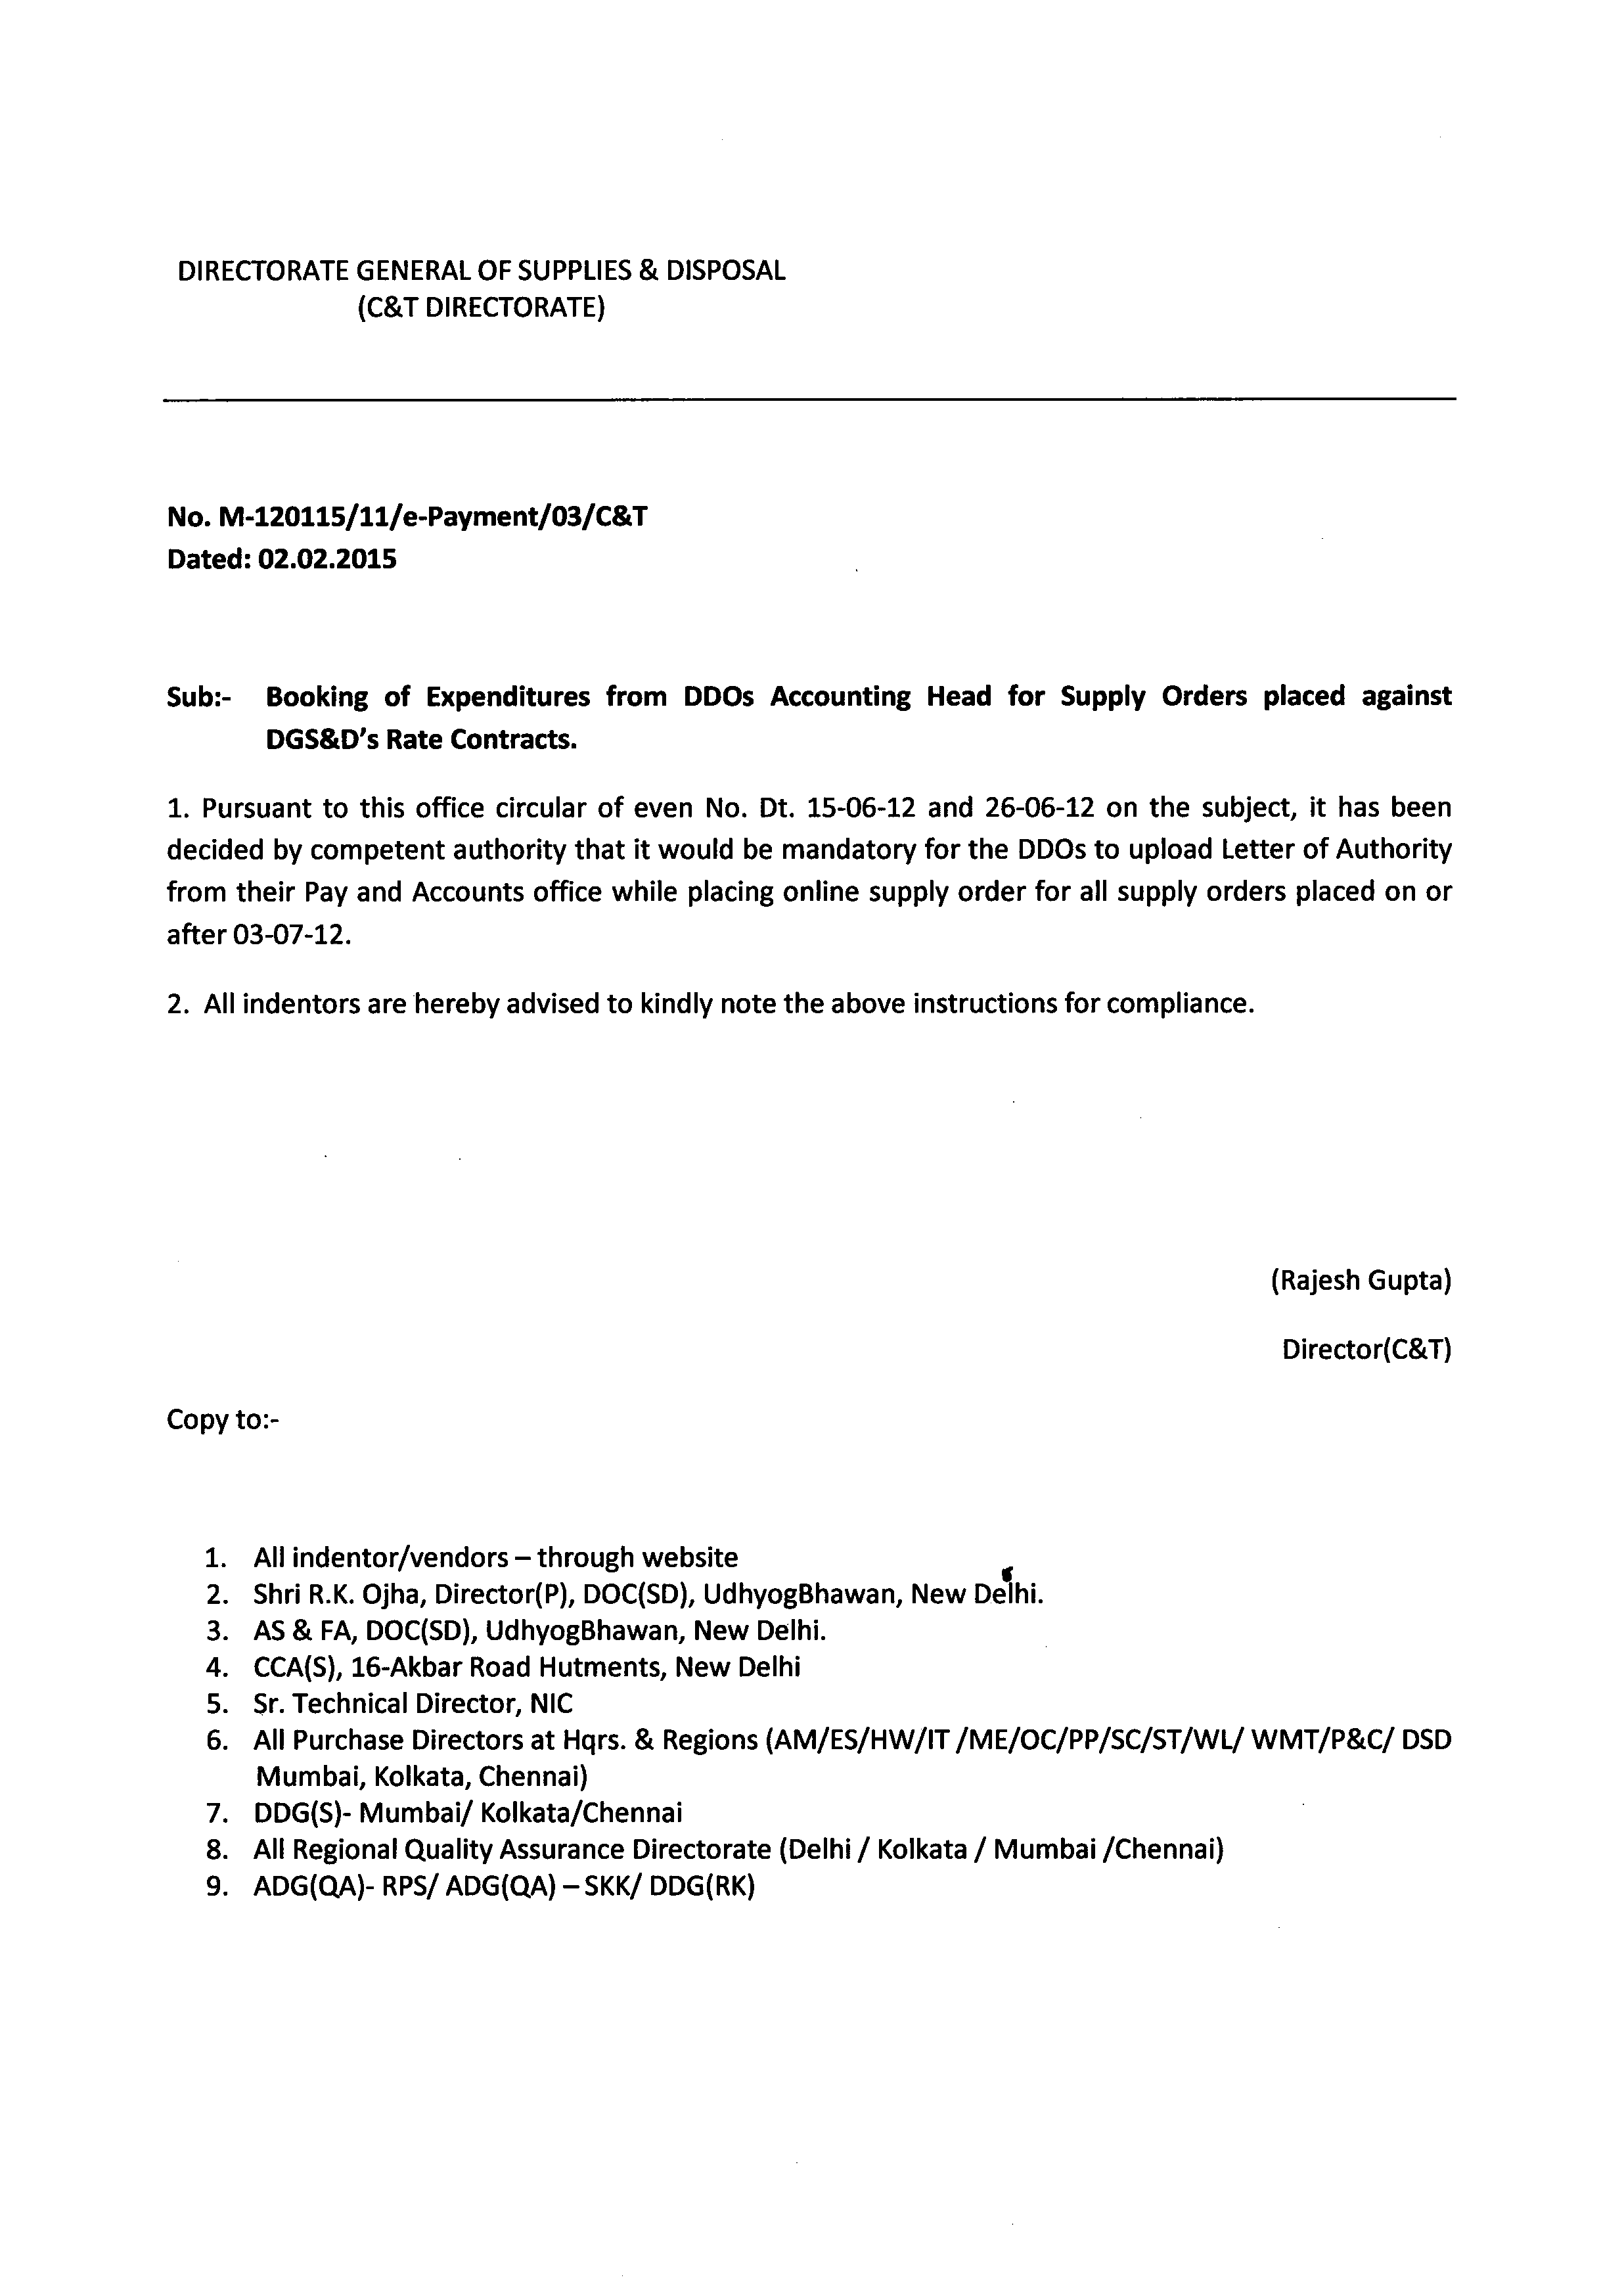 DIRECTORATE GENERAL OF SUPPLIES & DISPOSAL
(C&T DIRECTORATE)
No. M-120115/11/e-Payment/03/C&T
Dated: 02.02.2015
Sub:- Booking of Expenditures from DDOs Accounting Head for Supply Orders placed against
DGS&D's Rate Contracts.
1. Pursuant to this office circular of even No. Dt. 15-06-12 and 26-06-12 on the subject, it has been
decided by competent authority that it would be mandatory for the DDOs to upload Letter of Authority
from their Pay and Accounts office while placing online supply order for all supply orders placed on or
after 03-07-12.
2. All indentors are hereby advised to kindly note the above instructions for compliance.
(Rajesh Gupta)
Director(C&T)
Copy to:-
1. All indentor/vendors – through website
2. Shri R.K. Ojha, Director(P), DOC(SD), UdhyogBhawan, New Delhi.
3. AS & FA, DOC(SD), UdhyogBhawan, New Delhi.
4. CCA(S), 16-Akbar Road Hutments, New Delhi
5. Sr. Technical Director, NIC
6. All Purchase Directors at Hqrs. & Regions (AM/ES/HW/IT /ME/OC/PP/SC/ST/WL/ WMT/P&C/ DSD
Mumbai, Kolkata, Chennai)
7. DDG(S)- Mumbai/ Kolkata/Chennai
8. All Regional Quality Assurance Directorate (Delhi / Kolkata / Mumbai /Chennai)
9. ADG(QA)- RPS/ ADG(QA) – SKK/ DDG(RK)